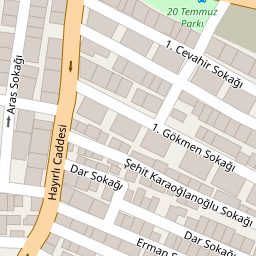 20 Temmuz
Parkı
1. Cevahir Sokağı
Aras Sokağı
Hayırlı Caddesi
1. Gökmen Sokağı
Şehit Karaoğlanoğlu Sokağı
Dar Sokağı
Dar Sokağı
Erman Sok